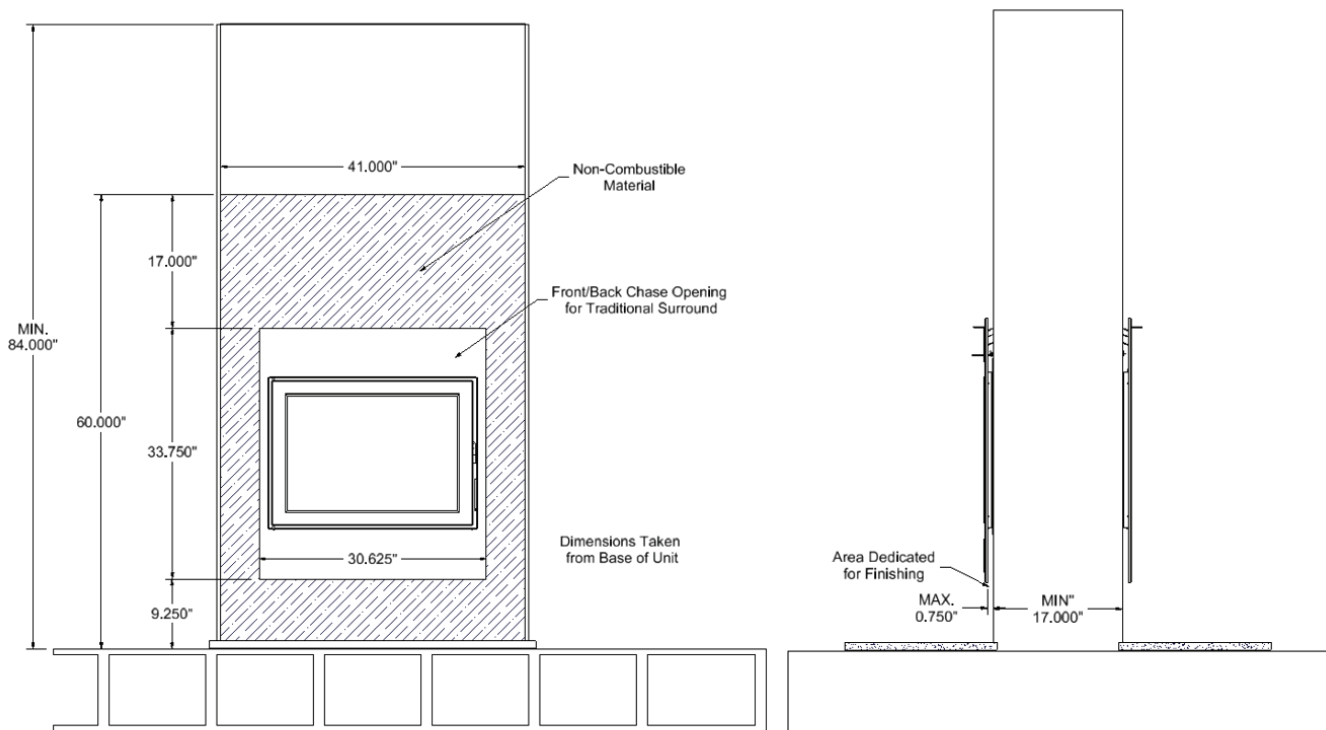 41.000"
Non-Combustible
Material
17.000"
Front/Back Chase Opening
for Traditional Surround
MIN.
84.000"
60.000"
33.750"
Dimensions Taken
from Base of Unit
30.625"
Area Dedicated
for Finishing
9.250"
MAX.
0.750"
MIN"
17.000"